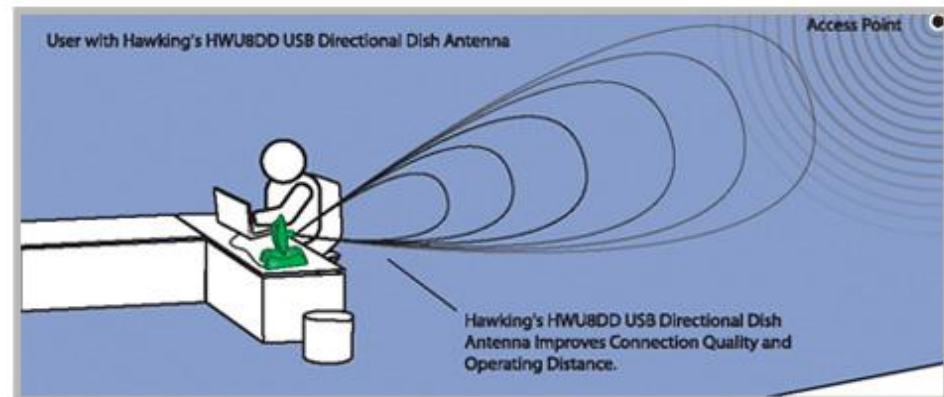 User with Hawking's HWU8DD USB Directional Dish Antenna
Access Point
Hawking's HWU8DD USB Directional Dish
Antenna Improves Connection Quality and
Operating Distance.